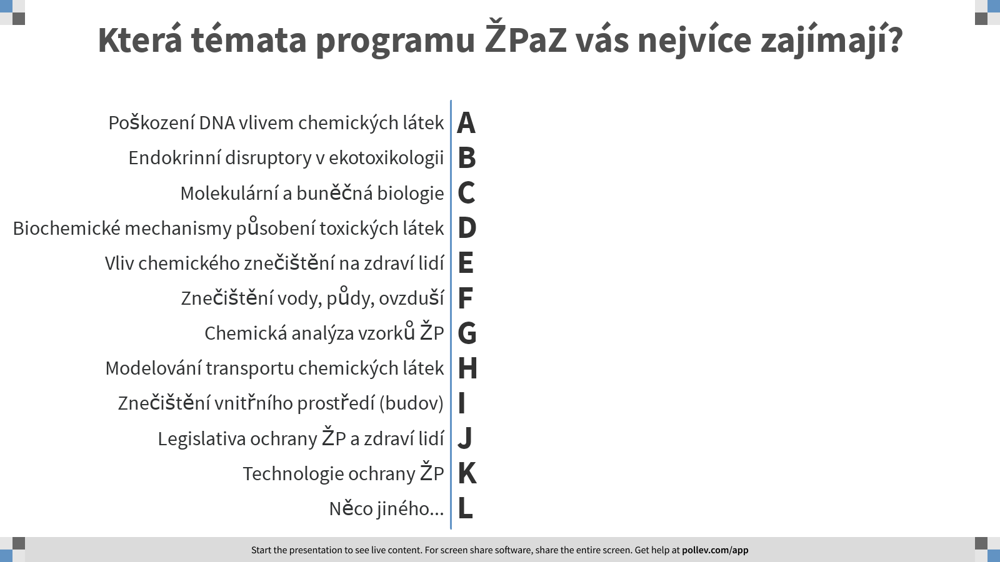 Která témata programu ŽPaZ vás nejvíce zajímají?
Poškození DNA vlivem chemických látek A
Endokrinní disruptory v ekotoxikologii B
Molekulární a buněčná biologie C
Biochemické mechanismy působení toxických látek D
Vliv chemického znečištění na zdraví lidí E
Znečištění vody, půdy, ovzduší F
Chemická analýza vzorků ŽP G
Modelování transportu chemických látek H
Znečištění vnitřního prostředí (budov) I
Legislativa ochrany ŽP a zdraví lidí J
Technologie ochrany ŽP K
Něco jiného... L
Start the presentation to see live content. For screen share software, share the entire screen. Get help at pollev.com/app